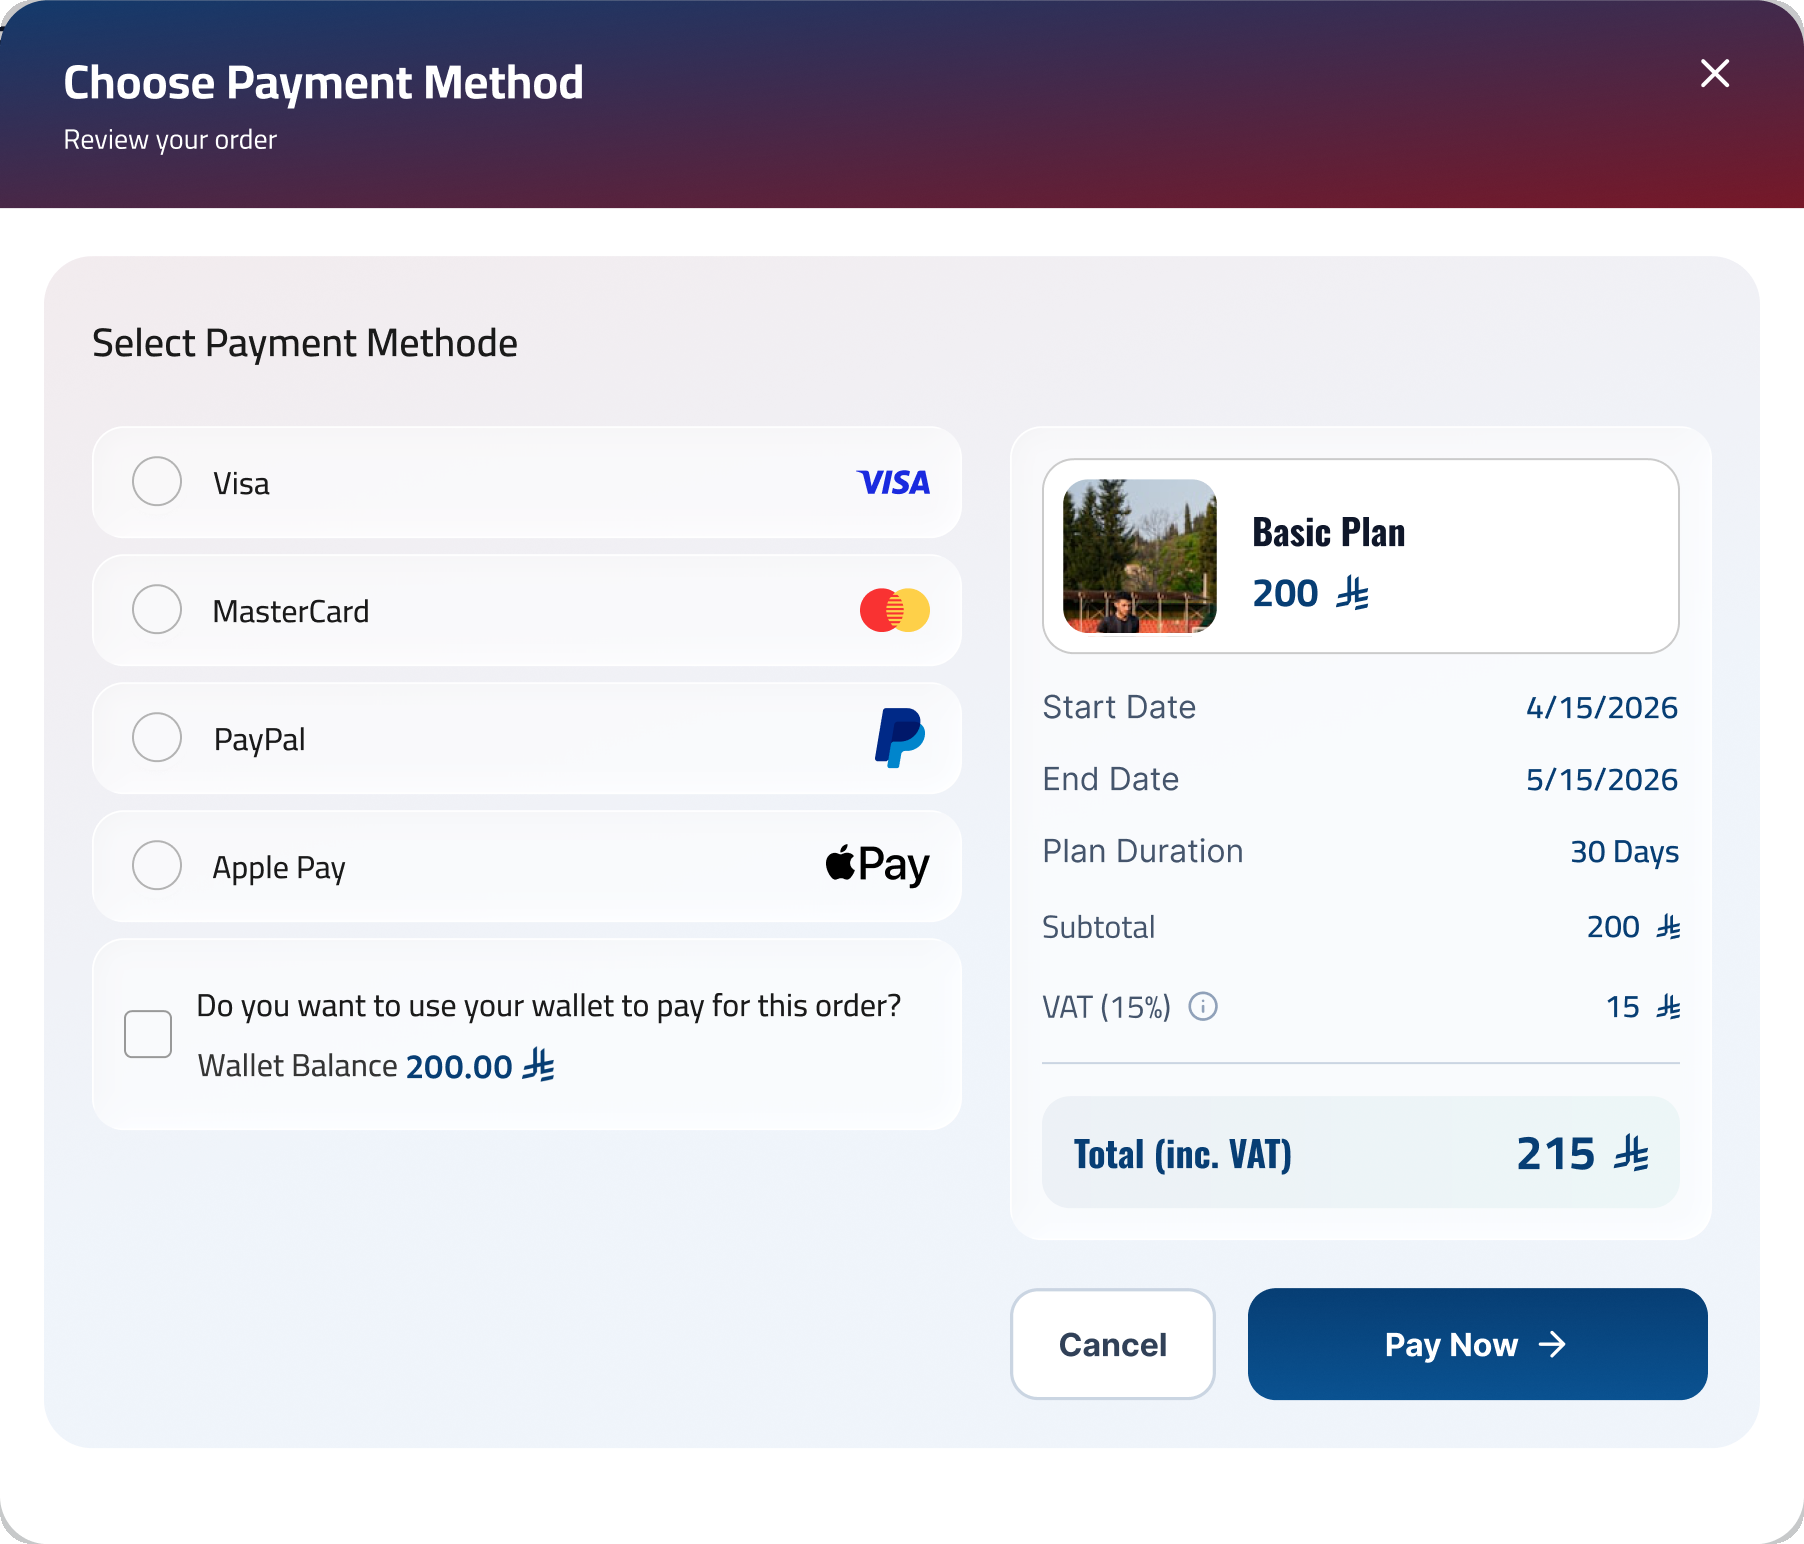 Choose Payment Method
Review your order
Select Payment Methode
Visa
VISA
MasterCard
PayPal
Apple Pay
Pay
Do you want to use your wallet to pay for this order?
Wallet Balance 200.00 ⃁
Basic Plan
200 ⃁
Start Date 4/15/2026
End Date 5/15/2026
Plan Duration 30 Days
Subtotal 200 ⃁
VAT (15%) 15 ⃁
Total (inc. VAT) 215 ⃁
Cancel
Pay Now →